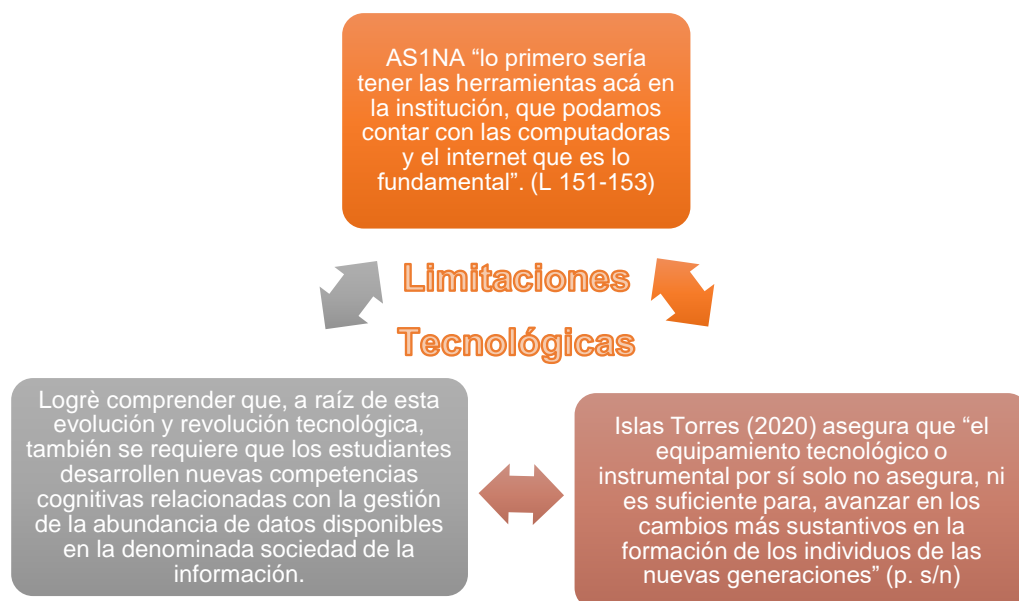 AS1NA “lo primero sería
tener las herramientas acá en
la institución, que podamos
contar con las computadoras
y el internet que es lo
fundamental”. (L 151-153)
Limitaciones
Tecnológicas
Logrè comprender que, a raíz de esta
evolución y revolución tecnológica,
también se requiere que los estudiantes
desarrollen nuevas competencias
cognitivas relacionadas con la gestión
de la abundancia de datos disponibles
en la denominada sociedad de la
información.
Islas Torres (2020) asegura que “el
equipamiento tecnológico o
instrumental por sí solo no asegura, ni
es suficiente para, avanzar en los
cambios más sustantivos en la
formación de los individuos de las
nuevas generaciones” (p. s/n)